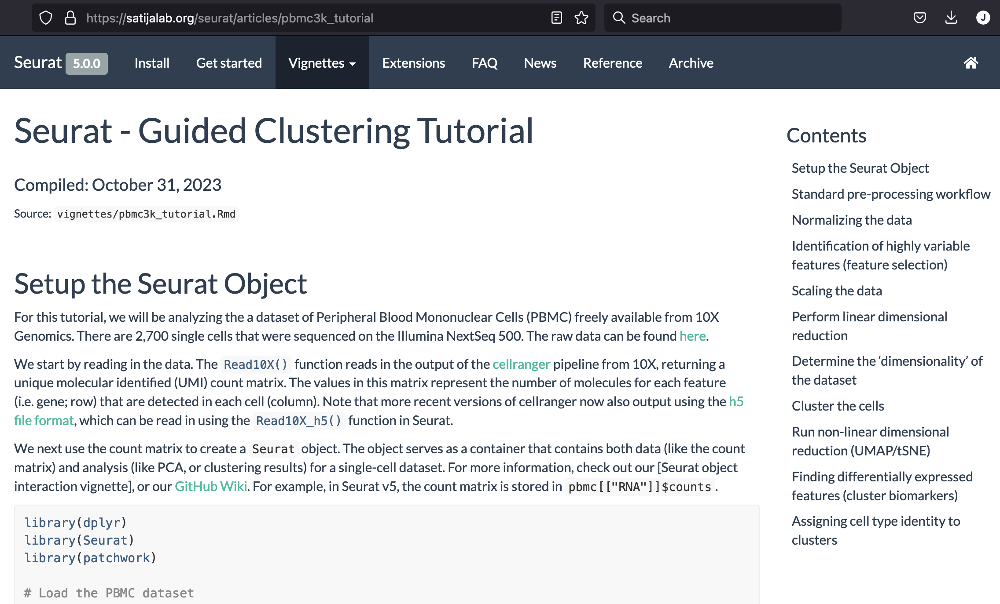 https://satijalab.org/seurat/articles/pbmc3k_tutorial
Search
J
Seurat 5.0.0 Install Get started Vignettes Extensions FAQ News Reference Archive
Seurat - Guided Clustering Tutorial
Compiled: October 31, 2023
Source: vignettes/pbmc3k_tutorial.Rmd
Setup the Seurat Object
For this tutorial, we will be analyzing the a dataset of Peripheral Blood Mononuclear Cells (PBMC) freely available from 10X
Genomics. There are 2,700 single cells that were sequenced on the Illumina NextSeq 500. The raw data can be found here.
We start by reading in the data. The Read10X() function reads in the output of the cellranger pipeline from 10X, returning a
unique molecular identified (UMI) count matrix. The values in this matrix represent the number of molecules for each feature
(i.e. gene; row) that are detected in each cell (column). Note that more recent versions of cellranger now also output using the h5
file format, which can be read in using the Read10X_h5() function in Seurat.
We next use the count matrix to create a Seurat object. The object serves as a container that contains both data (like the count
matrix) and analysis (like PCA, or clustering results) for a single-cell dataset. For more information, check out our [Seurat object
interaction vignette], or our GitHub Wiki. For example, in Seurat v5, the count matrix is stored in pbmc[["RNA"]]$counts.
library(dplyr)
library(Seurat)
library(patchwork)
# Load the PBMC dataset
Contents
Setup the Seurat Object
Standard pre-processing workflow
Normalizing the data
Identification of highly variable
features (feature selection)
Scaling the data
Perform linear dimensional
reduction
Determine the ‘dimensionality’ of
the dataset
Cluster the cells
Run non-linear dimensional
reduction (UMAP/tSNE)
Finding differentially expressed
features (cluster biomarkers)
Assigning cell type identity to
clusters